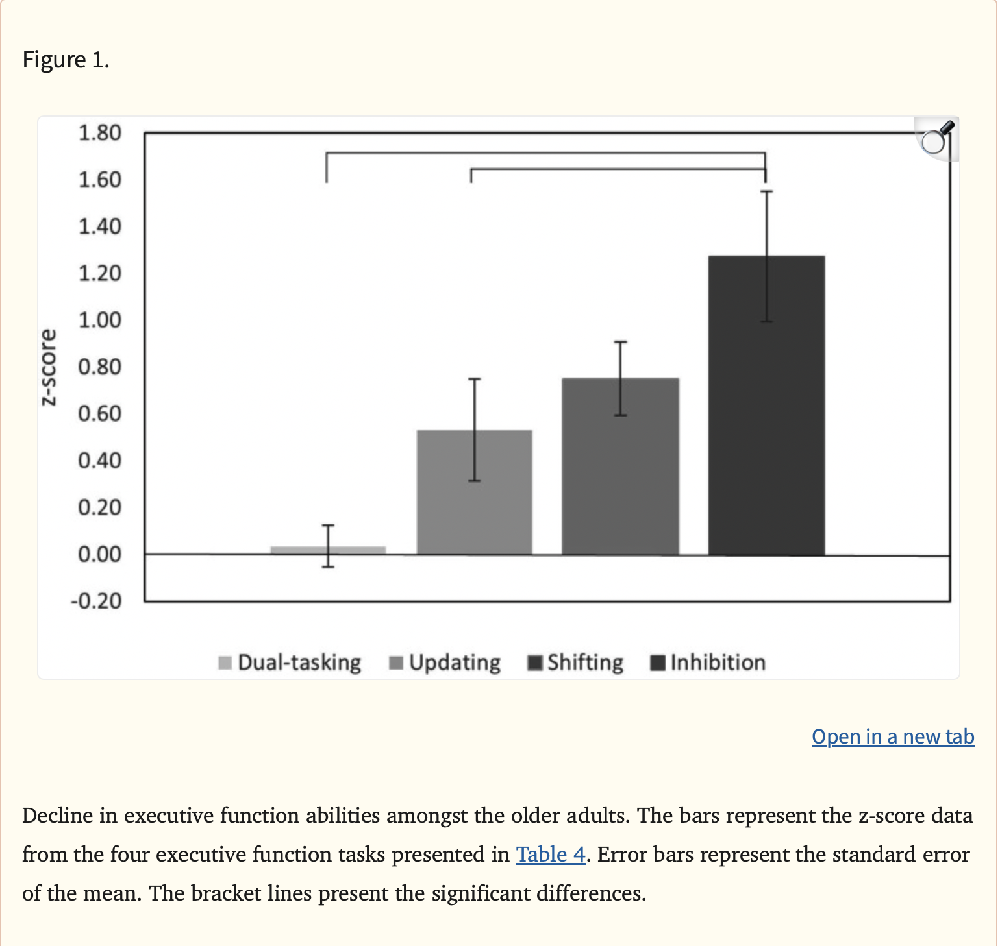 Figure 1.
1.80
1.60
1.40
1.20
1.00
0.80
0.60
0.40
0.20
0.00
-0.20
z-score
Dual-tasking Updating Shifting Inhibition
Open in a new tab
Decline in executive function abilities amongst the older adults. The bars represent the z-score data
from the four executive function tasks presented in Table 4. Error bars represent the standard error
of the mean. The bracket lines present the significant differences.